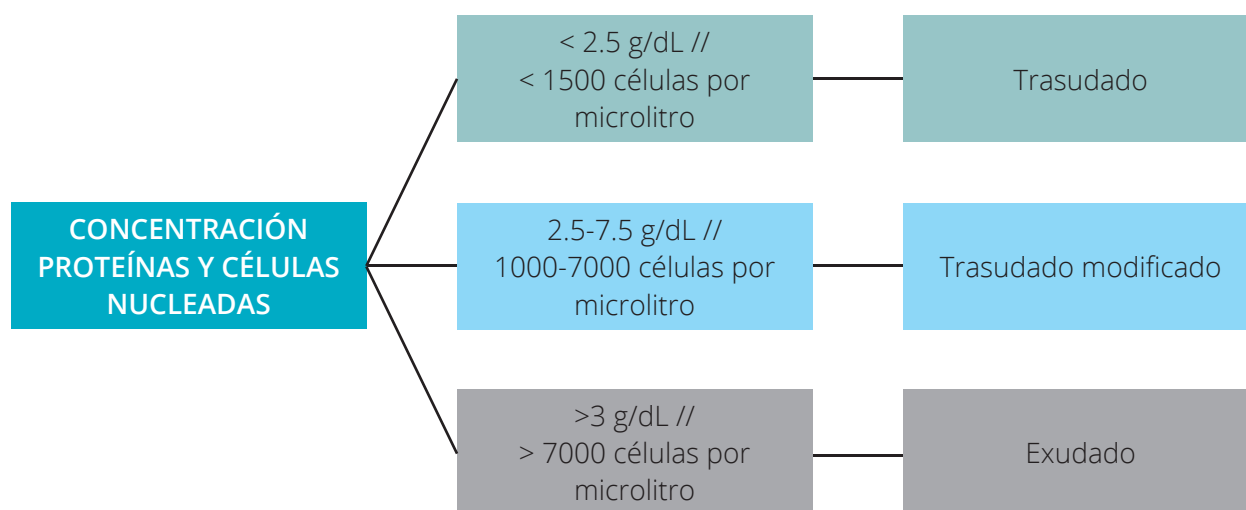 < 2.5 g/dL //
< 1500 células por
microlitro
Trasudado
CONCENTRACIÓN
PROTEÍNAS Y CÉLULAS
NUCLEADAS
2.5-7.5 g/dL //
1000-7000 células por
microlitro
Trasudado modificado
>3 g/dL //
> 7000 células por
microlitro
Exudado